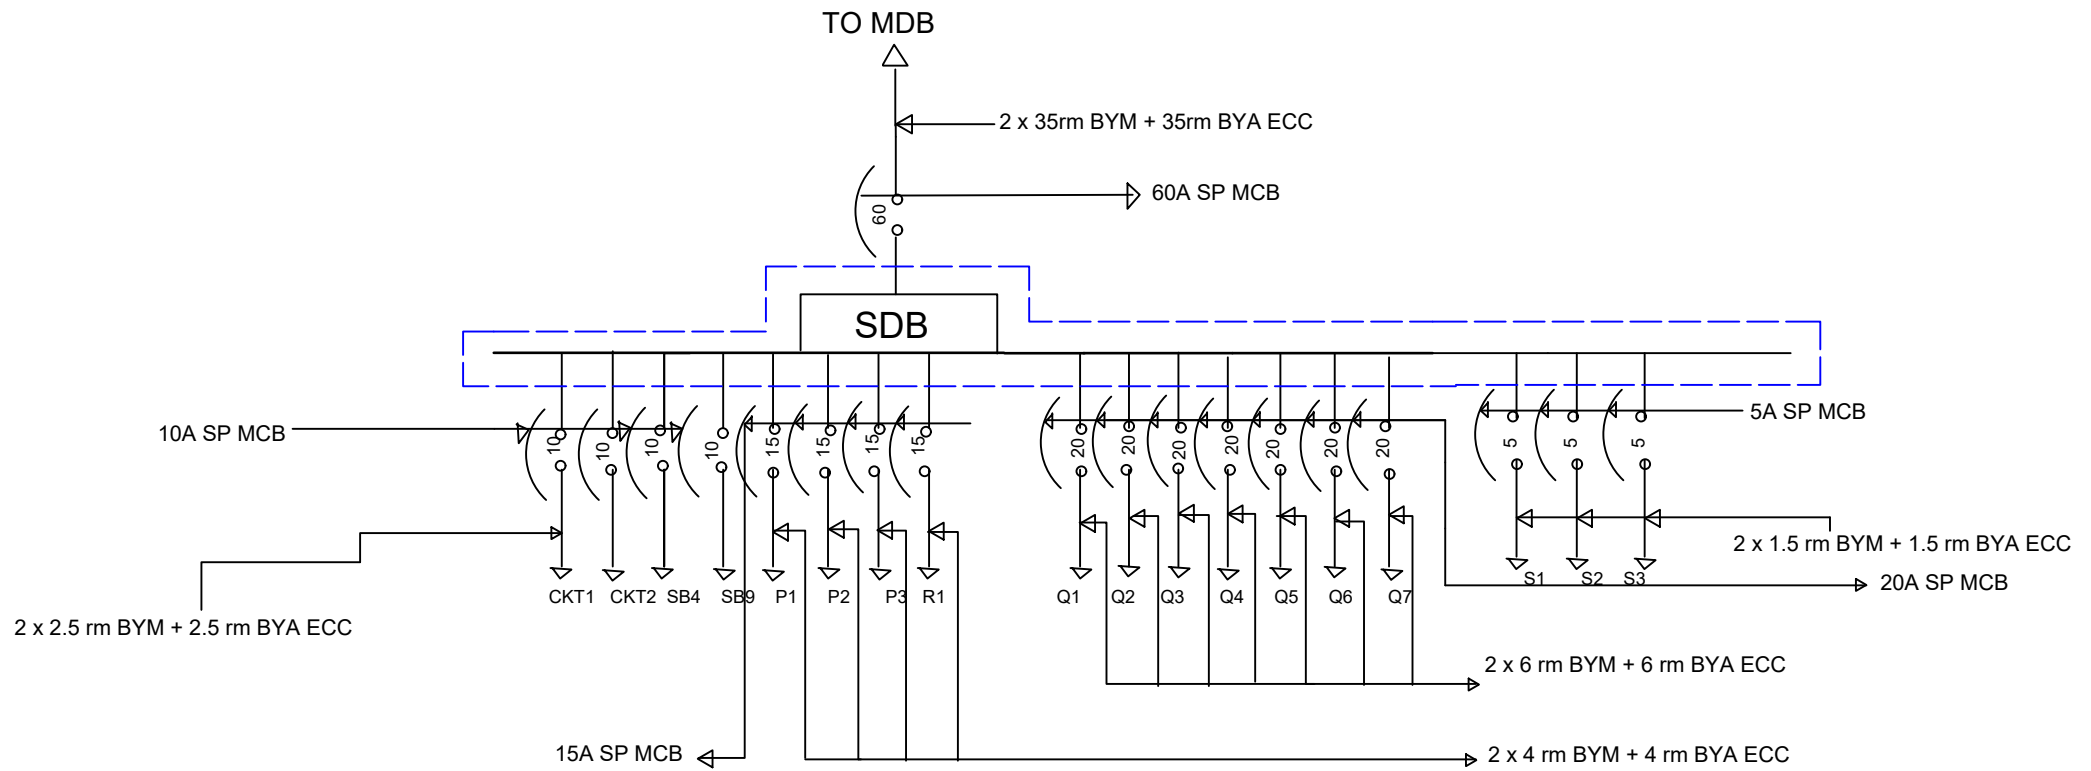 TO MDB
2 x 35rm BYM + 35rm BYA ECC
60A SP MCB
60
SDB
10A SP MCB
10
10
10
10
15
15
15
15
20
20
20
20
20
20
20
5
5
5
5A SP MCB
2 x 1.5 rm BYM + 1.5 rm BYA ECC
CKT1
CKT2
SB4
SB9
P1
P2
P3
R1
Q1
Q2
Q3
Q4
Q5
Q6
Q7
S1
S2
S3
20A SP MCB
2 x 2.5 rm BYM + 2.5 rm BYA ECC
2 x 6 rm BYM + 6 rm BYA ECC
15A SP MCB
2 x 4 rm BYM + 4 rm BYA ECC